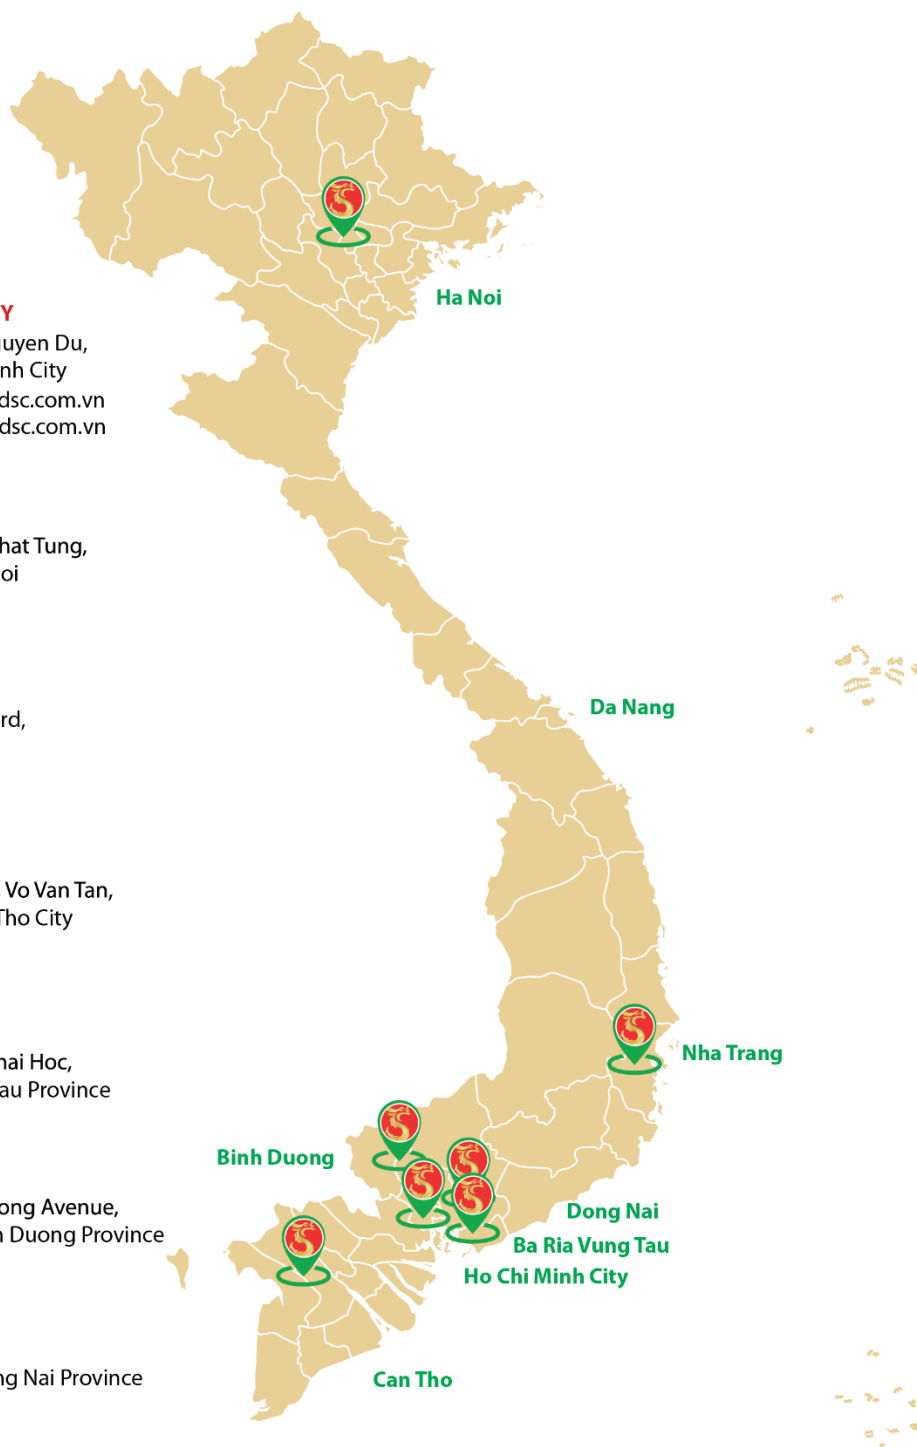 Y
guyen Du,
nh City
dsc.com.vn
dsc.com.vn
hat Tung,
oi
rd,
Vo Van Tan,
Tho City
hai Hoc,
au Province
ong Avenue,
h Duong Province
ng Nai Province
Ha Noi
Da Nang
Nha Trang
Binh Duong
Dong Nai
Ba Ria Vung Tau
Ho Chi Minh City
Can Tho